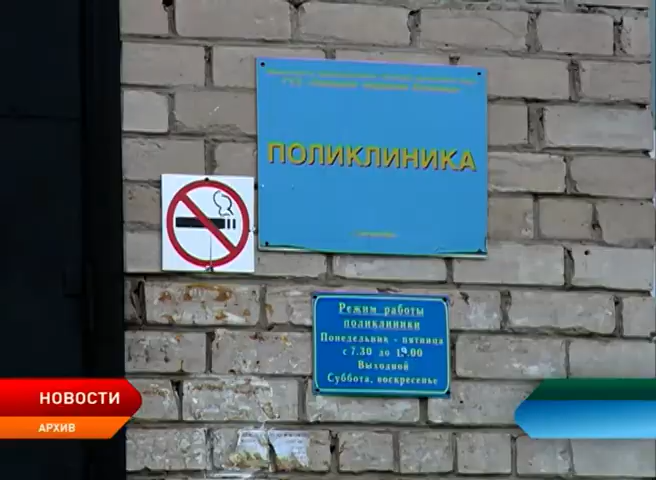 ПОЛИКЛИНИКА
Режим работы
поликлиники
Понедельник - пятница
с 7.30 до 19.00
Выходной
Суббота, воскресенье
НОВОСТИ
АРХИВ